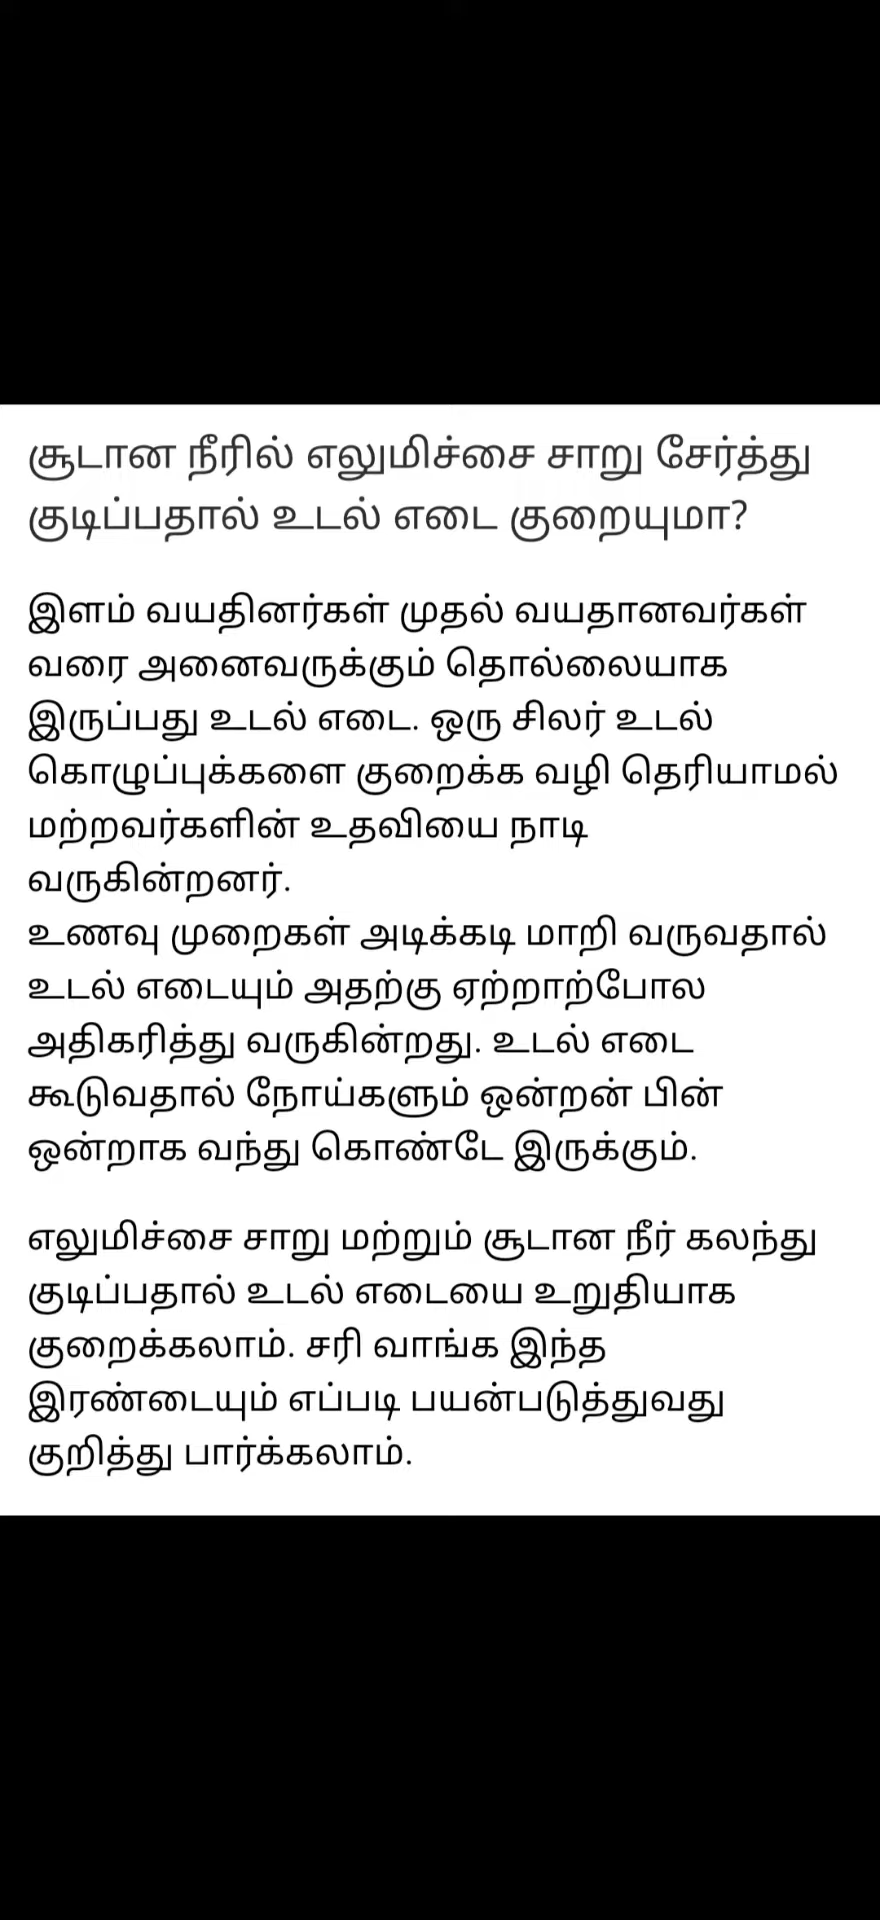 சூடான நீரில் எலுமிச்சை சாறு சேர்த்து
குடிப்பதால் உடல் எடை குறையுமா?
இளம் வயதினர்கள் முதல் வயதானவர்கள்
வரை அனைவருக்கும் தொல்லையாக
இருப்பது உடல் எடை. ஒரு சிலர் உடல்
கொழுப்புக்களை குறைக்க வழி தெரியாமல்
மற்றவர்களின் உதவியை நாடி
வருகின்றனர்.
உணவு முறைகள் அடிக்கடி மாறி வருவதால்
உடல் எடையும் அதற்கு ஏற்றாற்போல
அதிகரித்து வருகின்றது. உடல் எடை
கூடுவதால் நோய்களும் ஒன்றன் பின்
ஒன்றாக வந்து கொண்டே இருக்கும்.
எலுமிச்சை சாறு மற்றும் சூடான நீர் கலந்து
குடிப்பதால் உடல் எடையை உறுதியாக
குறைக்கலாம். சரி வாங்க இந்த
இரண்டையும் எப்படி பயன்படுத்துவது
குறித்து பார்க்கலாம்.